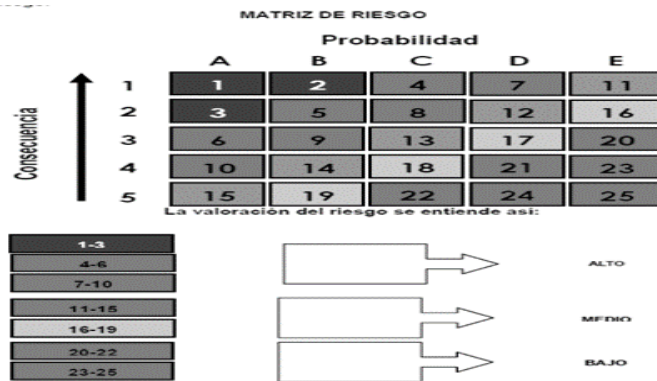 MATRIZ DE RIESGO
Probabilidad
A B C D E
1 1 2 4 7 11
2 3 5 8 12 16
3 6 9 13 17 20
4 10 14 18 21 23
5 15 19 22 24 25
Consecuencia
La valoración del riesgo se entiende asi:
1-3
4-6
7-10
ALTO
11-15
16-19
MEDIO
20-22
23-25
BAJO